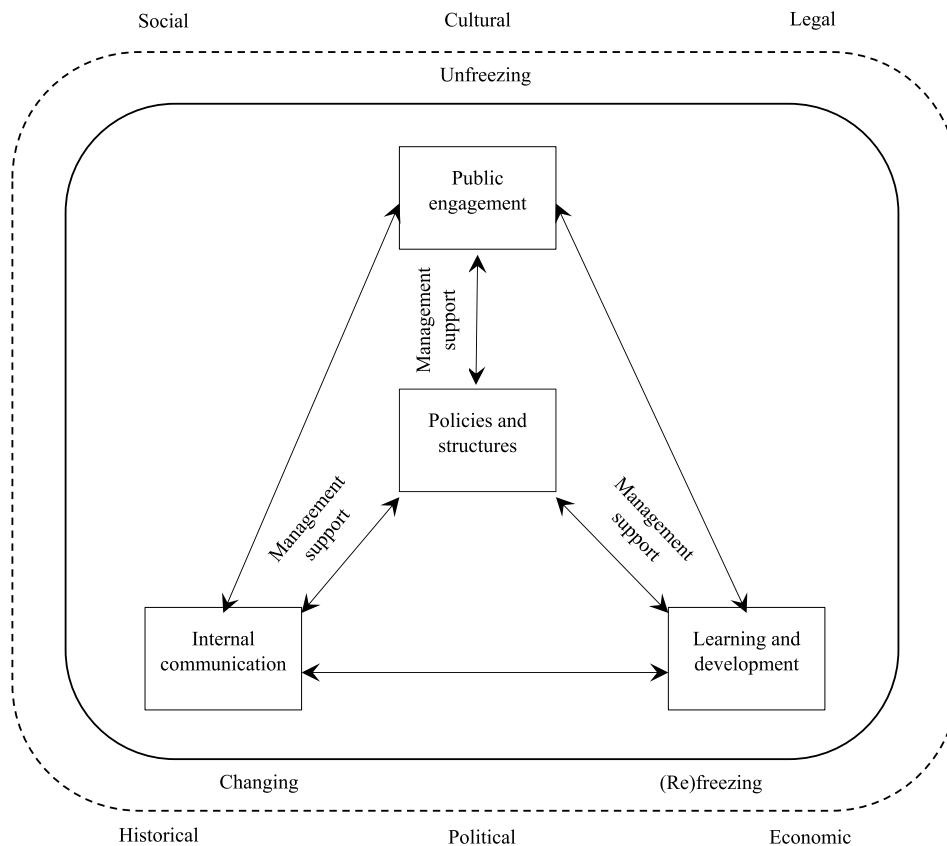 Social
Cultural
Legal
Unfreezing
Public
engagement
Management
support
Policies and
structures
Management
support
Management
support
Internal
communication
Learning and
development
Changing
(Re)freezing
Historical
Political
Economic